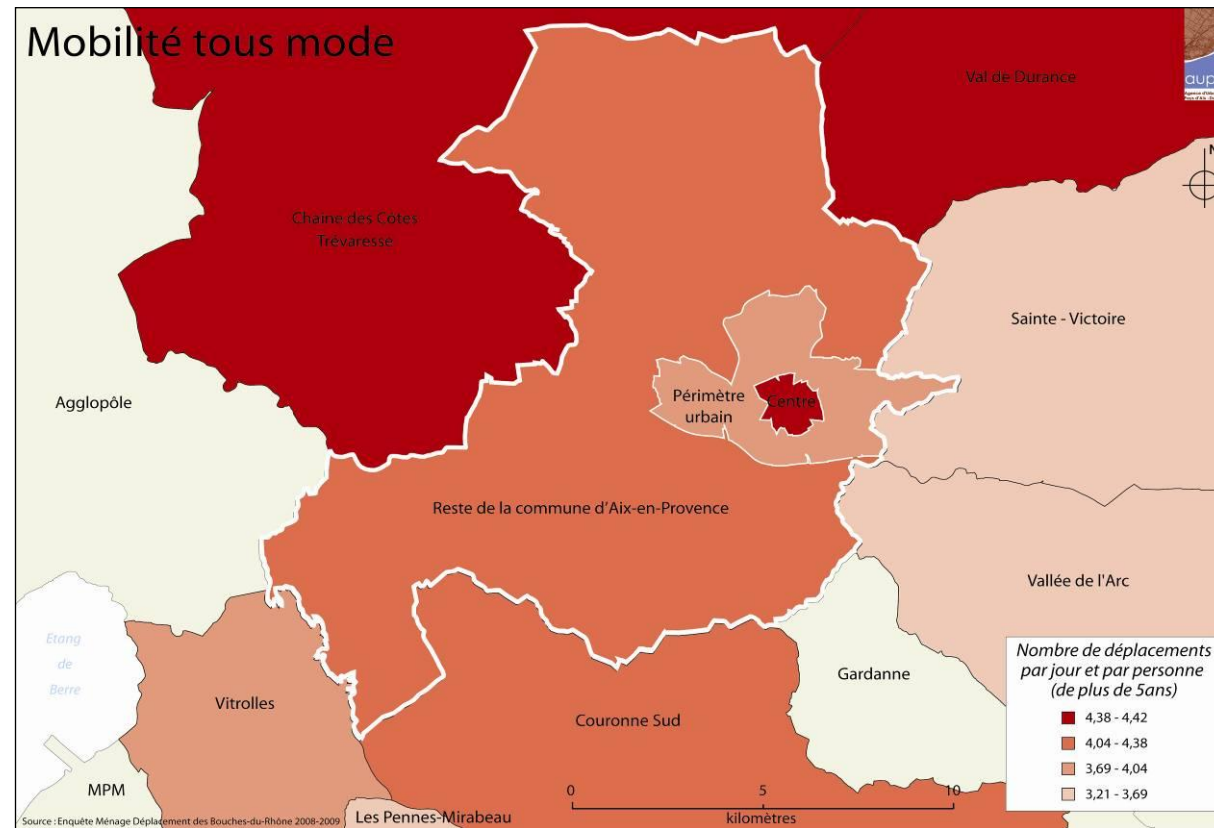 Mobilité tous mode
Val de Durance
aup
N
Chaine des Côtes
Trévaresse
Sainte - Victoire
Agglopôle
Périmètre
urbain
Centre
Reste de la commune d'Aix-en-Provence
Vallée de l'Arc
Etang
de
Berre
Vitrolles
Gardanne
Couronne Sud
MPM
Les Pennes-Mirabeau
0 5 10
kilomètres
Nombre de déplacements
par jour et par personne
(de plus de 5ans)
4,38 - 4,42
4,04 - 4,38
3,69 - 4,04
3,21 - 3,69
Source : Enquête Ménage Déplacement des Bouches-du-Rhône 2008-2009